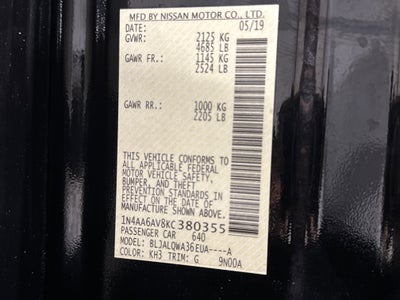 MFD BY NISSAN MOTOR CO., LTD.
DATE: 05/19
GVWR: 2125 KG
4685 LB
GAWR FR.: 1145 KG
2524 LB
GAWR RR.: 1000 KG
2205 LB
THIS VEHICLE CONFORMS TO
ALL APPLICABLE FEDERAL
MOTOR VEHICLE SAFETY,
BUMPER, AND THEFT
PREVENTION STANDARDS IN
EFFECT ON THE DATE OF
MANUFACTURE SHOWN ABOVE.
1N4AA6AV8KC380355
PASSENGER CAR 640
MODEL: BLJALQWA36EUA----A
COLOR: KH3 TRIM: G 9N00A